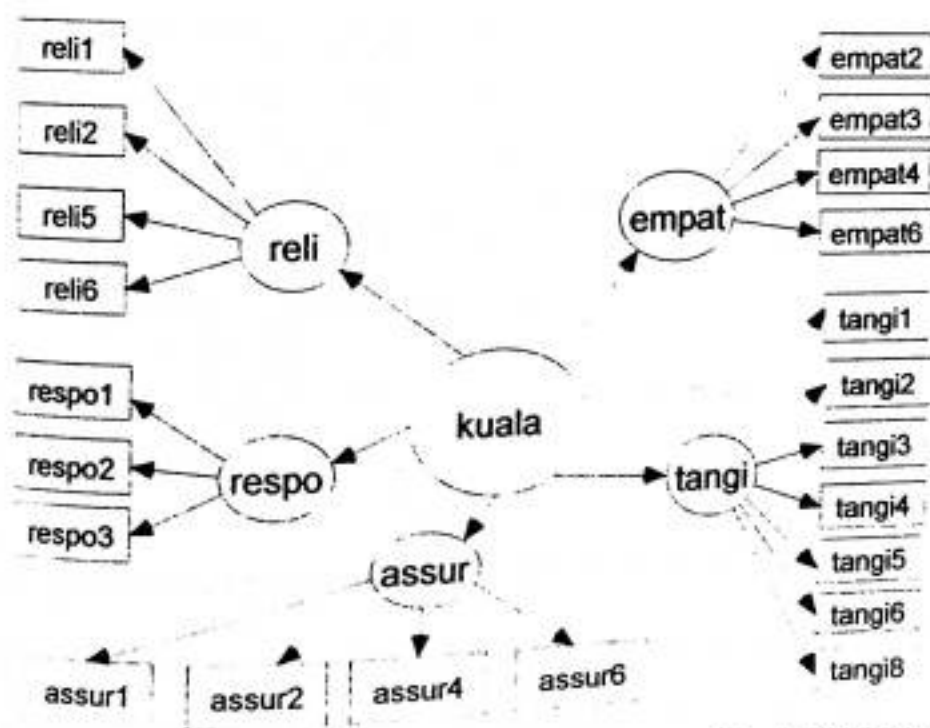 reli1
reli2
reli5
reli6
reli
empat
empat2
empat3
empat4
empat6
kuala
respo1
respo2
respo3
respo
tangi
tangi1
tangi2
tangi3
tangi4
tangi5
tangi6
tangi8
assur
assur1
assur2
assur4
assur6